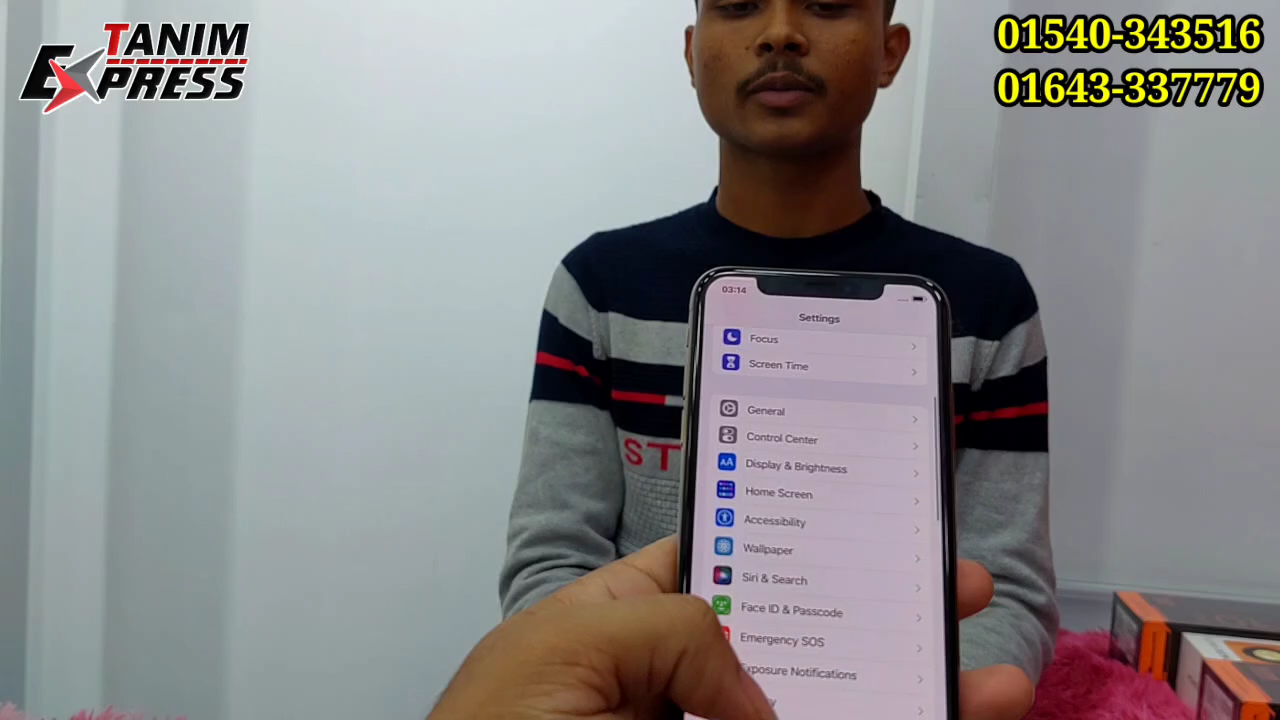 TANIM
EXPRESS
01540-343516
01643-337779
03:14
Settings
Focus
Screen Time
General
Control Center
Display & Brightness
AA
Home Screen
Accessibility
Wallpaper
Siri & Search
Face ID & Passcode
Emergency SOS
Exposure Notifications
ST